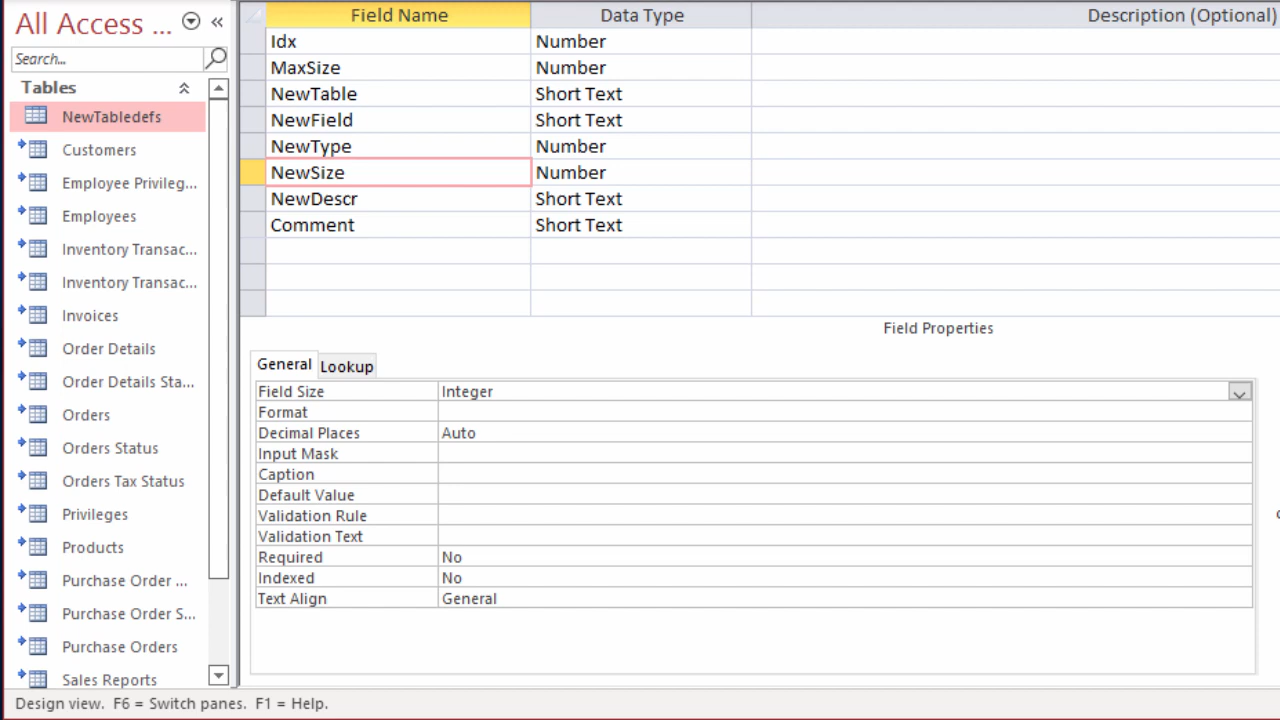 All Access ...
Search...
Tables
NewTabledefs
Customers
Employee Privileg...
Employees
Inventory Transac...
Inventory Transac...
Invoices
Order Details
Order Details Sta...
Orders
Orders Status
Orders Tax Status
Privileges
Products
Purchase Order ...
Purchase Order S...
Purchase Orders
Sales Reports
Field Name Data Type Description (Optional)
Idx Number
MaxSize Number
NewTable Short Text
NewField Short Text
NewType Number
NewSize Number
NewDescr Short Text
Comment Short Text
Field Properties
General Lookup
Field Size Integer
Format
Decimal Places Auto
Input Mask
Caption
Default Value
Validation Rule
Validation Text
Required No
Indexed No
Text Align General
Design view. F6 = Switch panes. F1 = Help.